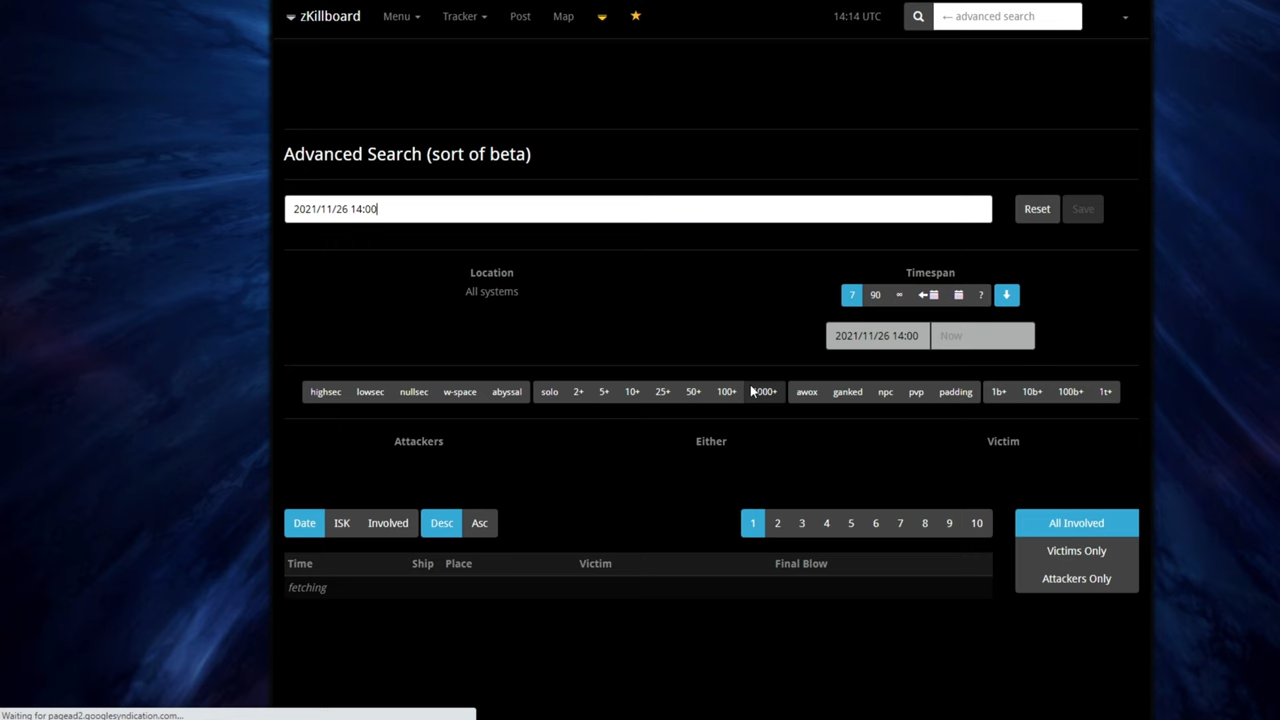 zKillboard Menu Tracker Post Map 14:14 UTC ← advanced search
Advanced Search (sort of beta)
2021/11/26 14:00 Reset Save
Location Timespan
All systems 7 90 ∞ ?
2021/11/26 14:00 Now
highsec lowsec nullsec w-space abyssal solo 2+ 5+ 10+ 25+ 50+ 100+ awox ganked npc pvp padding 1b+ 10b+ 100b+ 1t+
Attackers Either Victim
Date ISK Involved Desc Asc 1 2 3 4 5 6 7 8 9 10 All Involved
Victims Only
Time Ship Place Victim Final Blow
Attackers Only
fetching
Waiting for pagead2.googlesyndication.com...